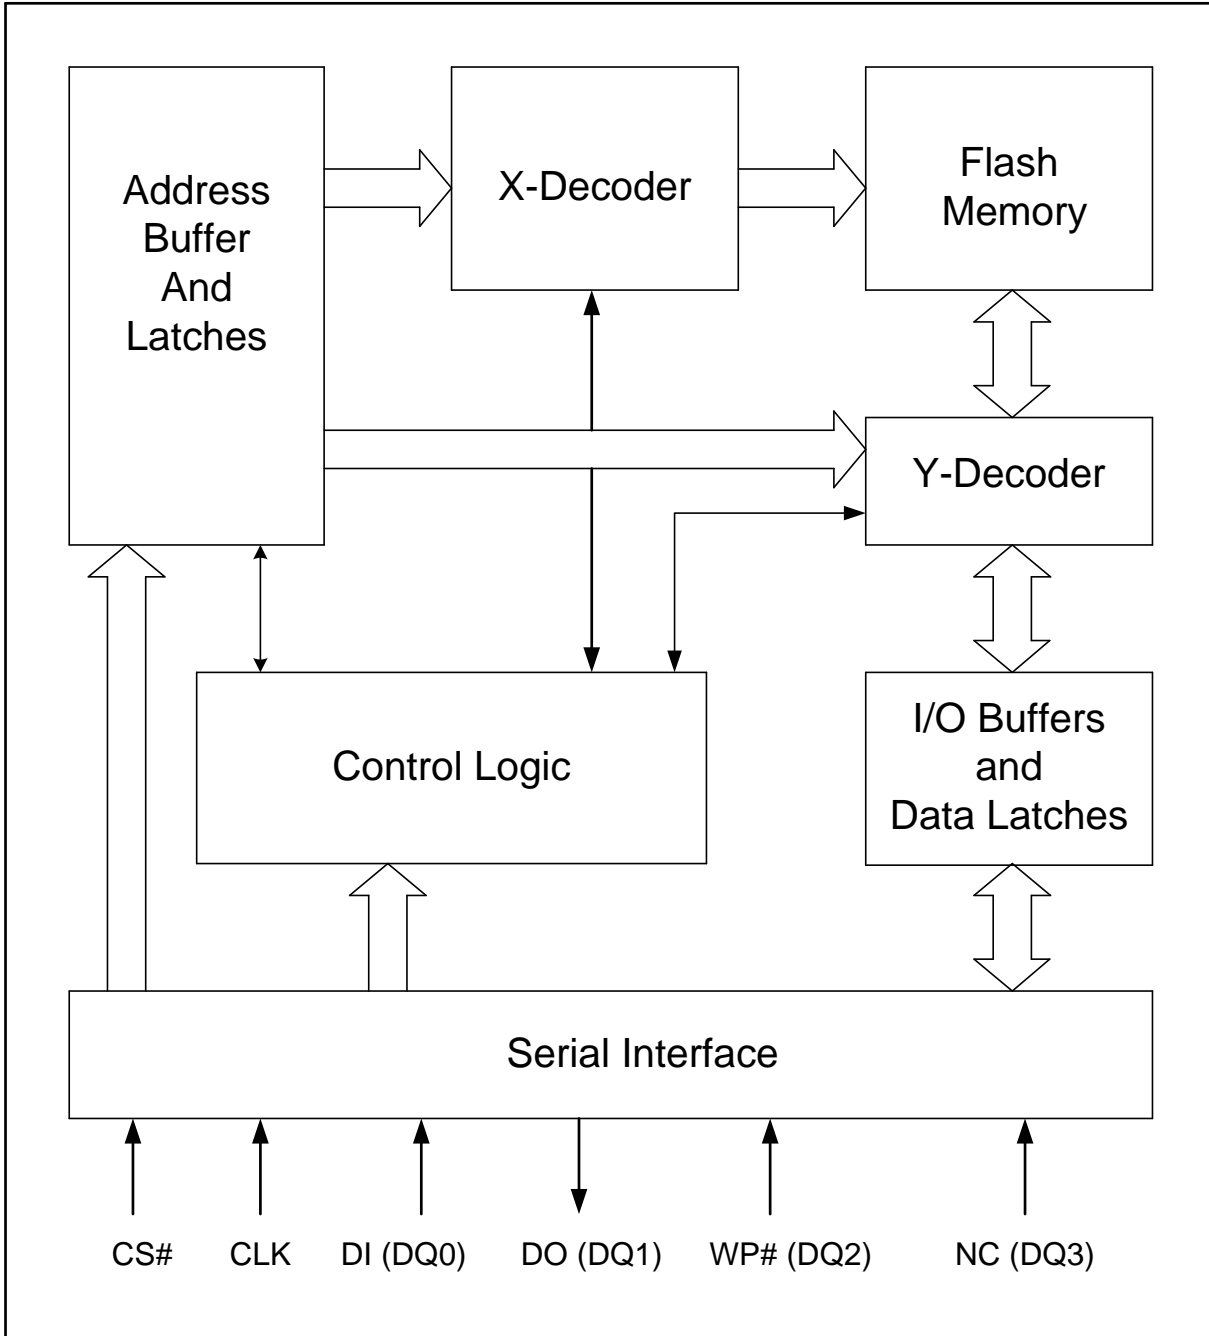 Address
Buffer
And
Latches
X-Decoder
Flash
Memory
Y-Decoder
Control Logic
I/O Buffers
and
Data Latches
Serial Interface
CS#
CLK
DI (DQ0)
DO (DQ1)
WP# (DQ2)
NC (DQ3)